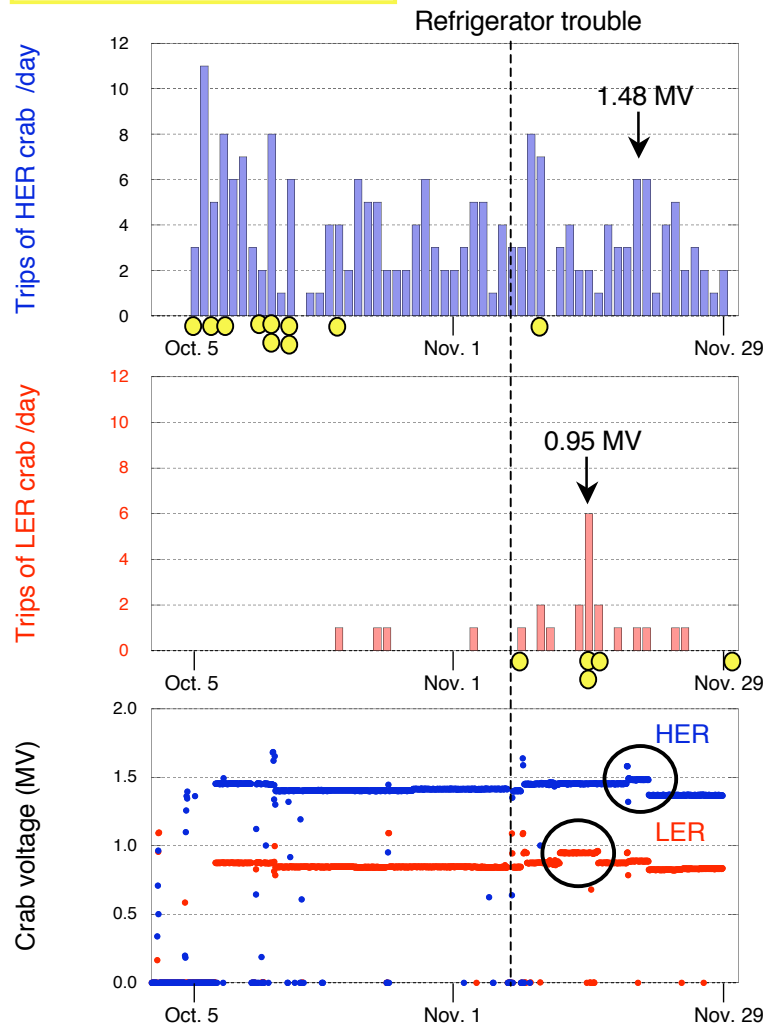 Refrigerator trouble
Trips of HER crab /day
12
10
8
6
4
2
0
1.48 MV
Oct. 5
Nov. 1
Nov. 29
Trips of LER crab /day
12
10
8
6
4
2
0
0.95 MV
Oct. 5
Nov. 1
Nov. 29
Crab voltage (MV)
2.0
1.5
1.0
0.5
0.0
HER
LER
Oct. 5
Nov. 1
Nov. 29